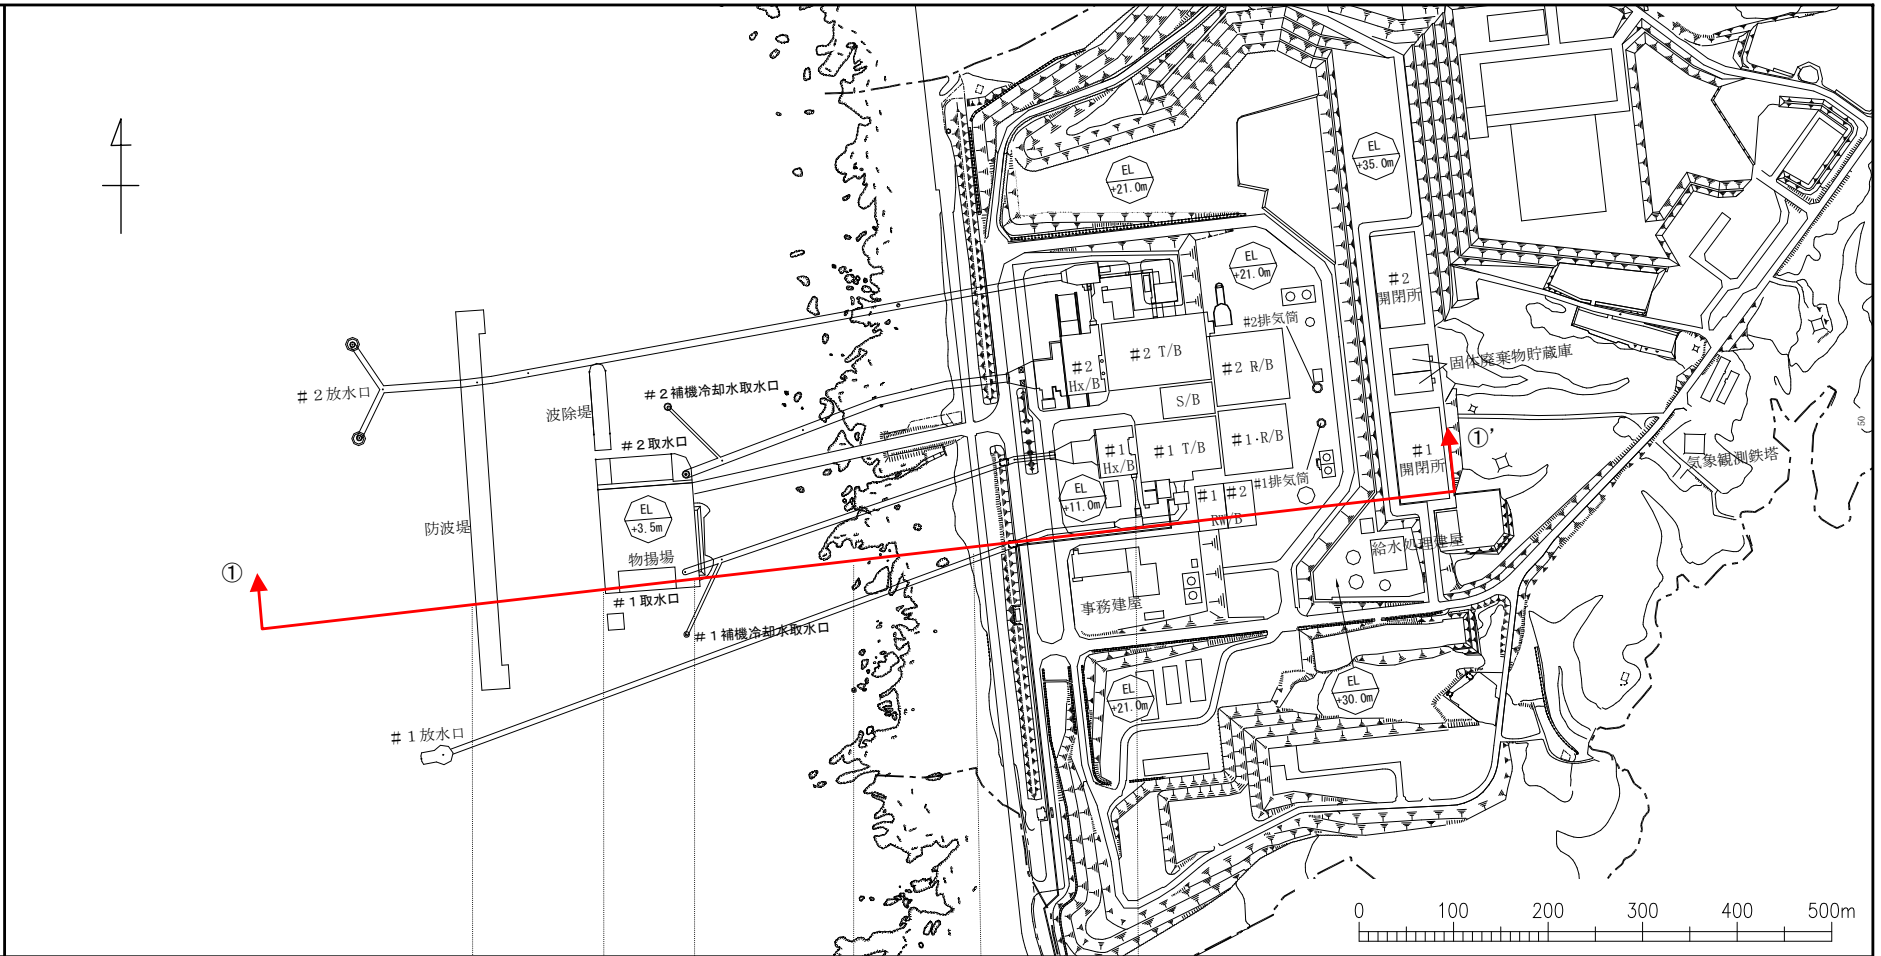 EL
+35.0m
EL
+21.0m
EL
+21.0m
#2
開閉所
#2排気筒
#2 T/B
#2 R/B
#2
Hx/B
固体廃棄物貯蔵庫
#2放水口
#2補機冷却水取水口
波除堤
S/B
#2取水口
50
#1・R/B
#1 T/B
#1
Hx/B
①'
#1
開閉所
気象観測鉄塔
#1排気筒
EL
+11.0m
#1 #2
RW/B
EL
+3.5m
防波堤
物揚場
給水処理建屋
①
#1取水口
事務建屋
#1補機冷却水取水口
EL
+21.0m
EL
+30.0m
#1放水口
0 100 200 300 400 500m